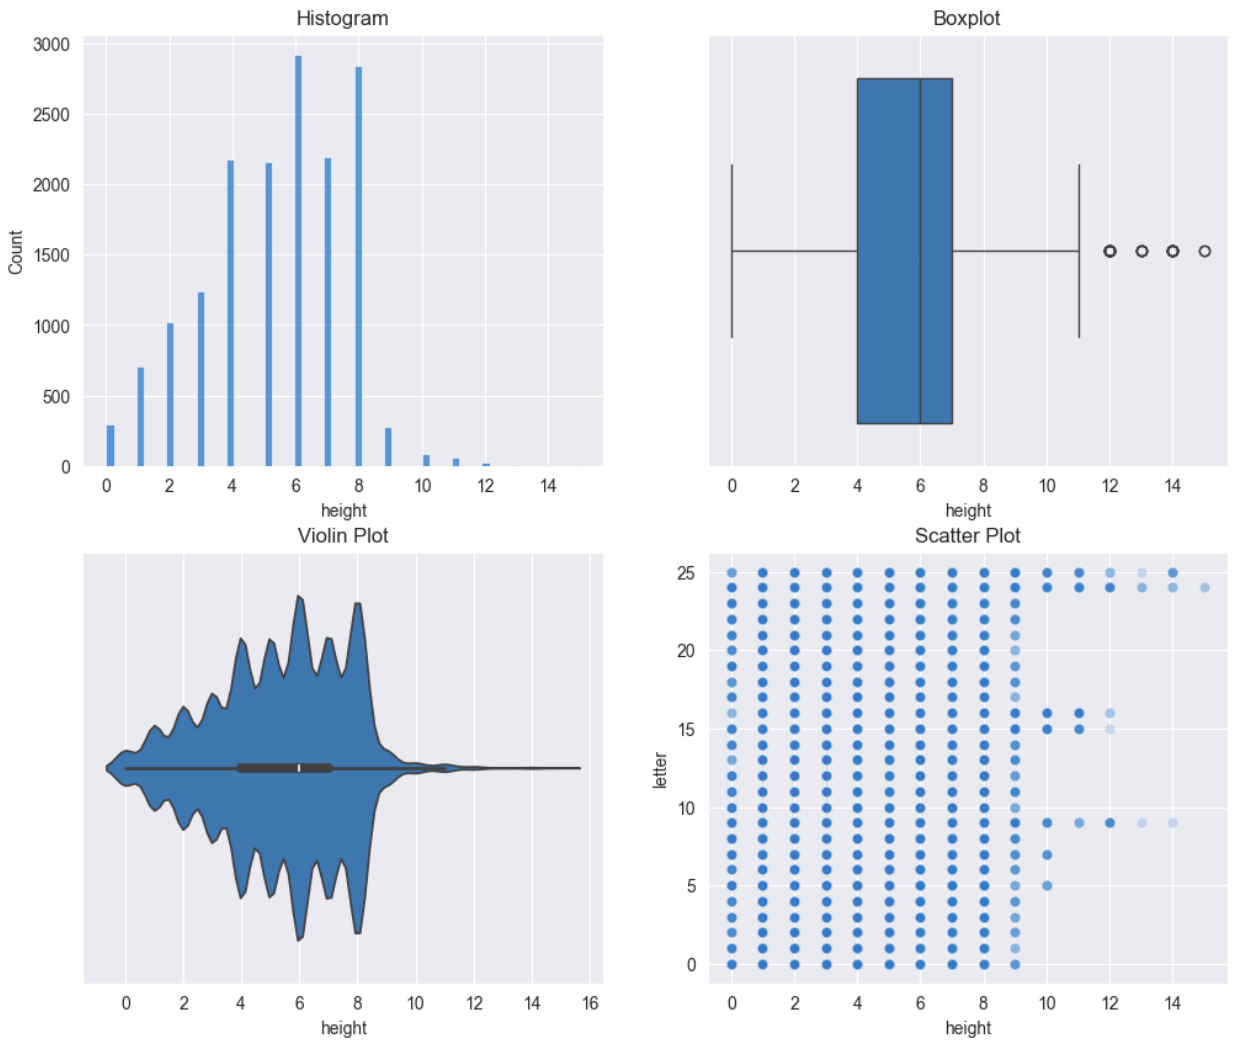 Histogram
3000
2500
2000
1500
1000
500
0
Count
0 2 4 6 8 10 12 14
height
Boxplot
0 2 4 6 8 10 12 14
height
Violin Plot
0 2 4 6 8 10 12 14 16
height
Scatter Plot
25
20
15
10
5
0
letter
0 2 4 6 8 10 12 14
height